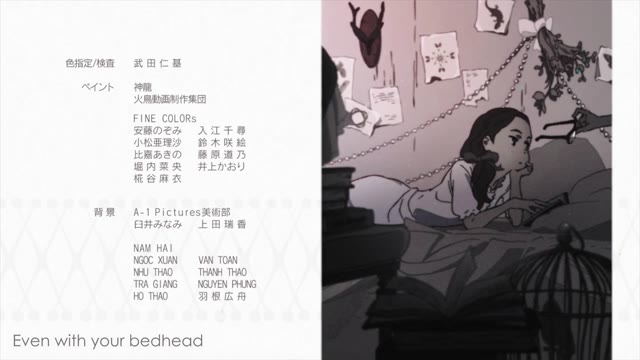 色指定/検査 武田仁基
ペイント 神龍
火鳥動画制作集団
FINE COLORs
安藤のぞみ 入江千尋
小松亜理沙 鈴木咲絵
比嘉あきの 藤原道乃
堀内菜央 井上かおり
椛谷麻衣
背景 A-1 Pictures美術部
臼井みなみ 上田瑞香
NAM HAI
NGOC XUAN VAN TOAN
NHU THAO THANH THAO
TRA GIANG NGUYEN PHUNG
HO THAO 羽根広舟
Even with your bedhead